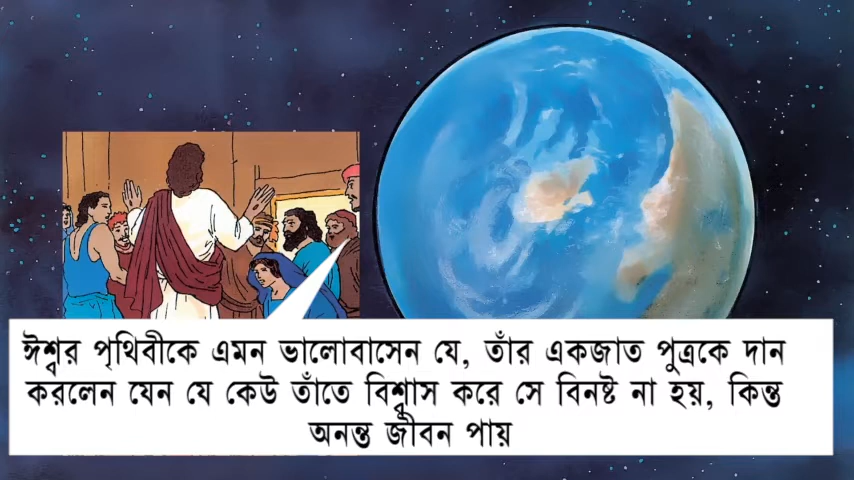 ঈশ্বর পৃথিবীকে এমন ভালোবাসেন যে, তাঁর একজাত পুত্রকে দান
করলেন যেন যে কেউ তাঁতে বিশ্বাস করে সে বিনষ্ট না হয়, কিন্ত
অনন্ত জীবন পায়